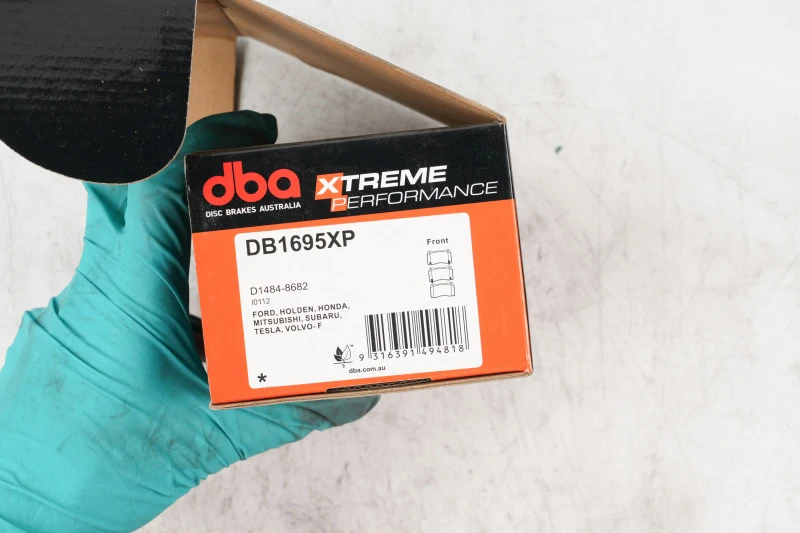 dba
DISC BRAKES AUSTRALIA
XTREME
PERFORMANCE
DB1695XP
Front
D1484-8682
I0112
FORD, HOLDEN, HONDA,
MITSUBISHI, SUBARU,
TESLA, VOLVO-F
9 316391 494818
dba.com.au
*